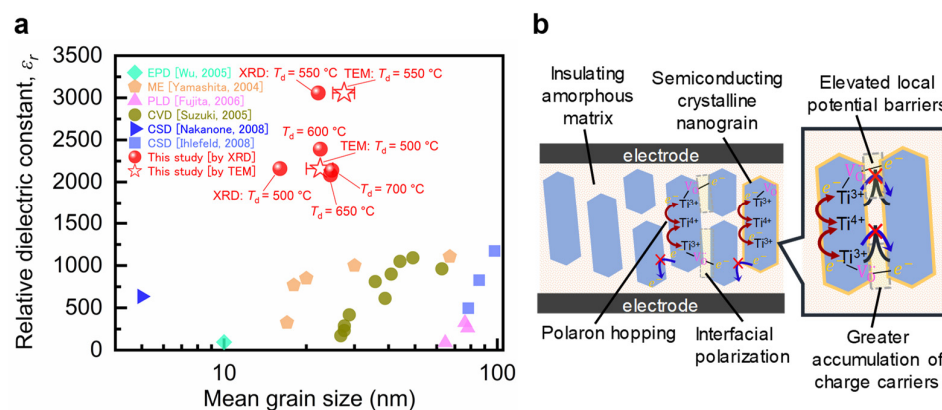 a
Relative dielectric constant, εr
3500
3000
2500
2000
1500
1000
500
0
EPD [Wu, 2005]
ME [Yamashita, 2004]
PLD [Fujita, 2006]
CVD [Suzuki, 2005]
CSD [Nakanone, 2008]
CSD [Ihlefeld, 2008]
This study [by XRD]
This study [by TEM]
XRD: Td = 550 °C
TEM: Td = 550 °C
Td = 600 °C
TEM: Td = 500 °C
XRD: Td = 500 °C
Td = 700 °C
Td = 650 °C
10
100
Mean grain size (nm)
b
Insulating
amorphous
matrix
Semiconducting
crystalline
nanograin
Elevated local
potential barriers
electrode
Ti3+
Ti4+
Ti3+
e−
Ti3+
Ti4+
Ti3+
e−
Ti3+
Ti4+
Ti3+
e−
e−
electrode
Polaron hopping
Interfacial
polarization
Greater
accumulation of
charge carriers